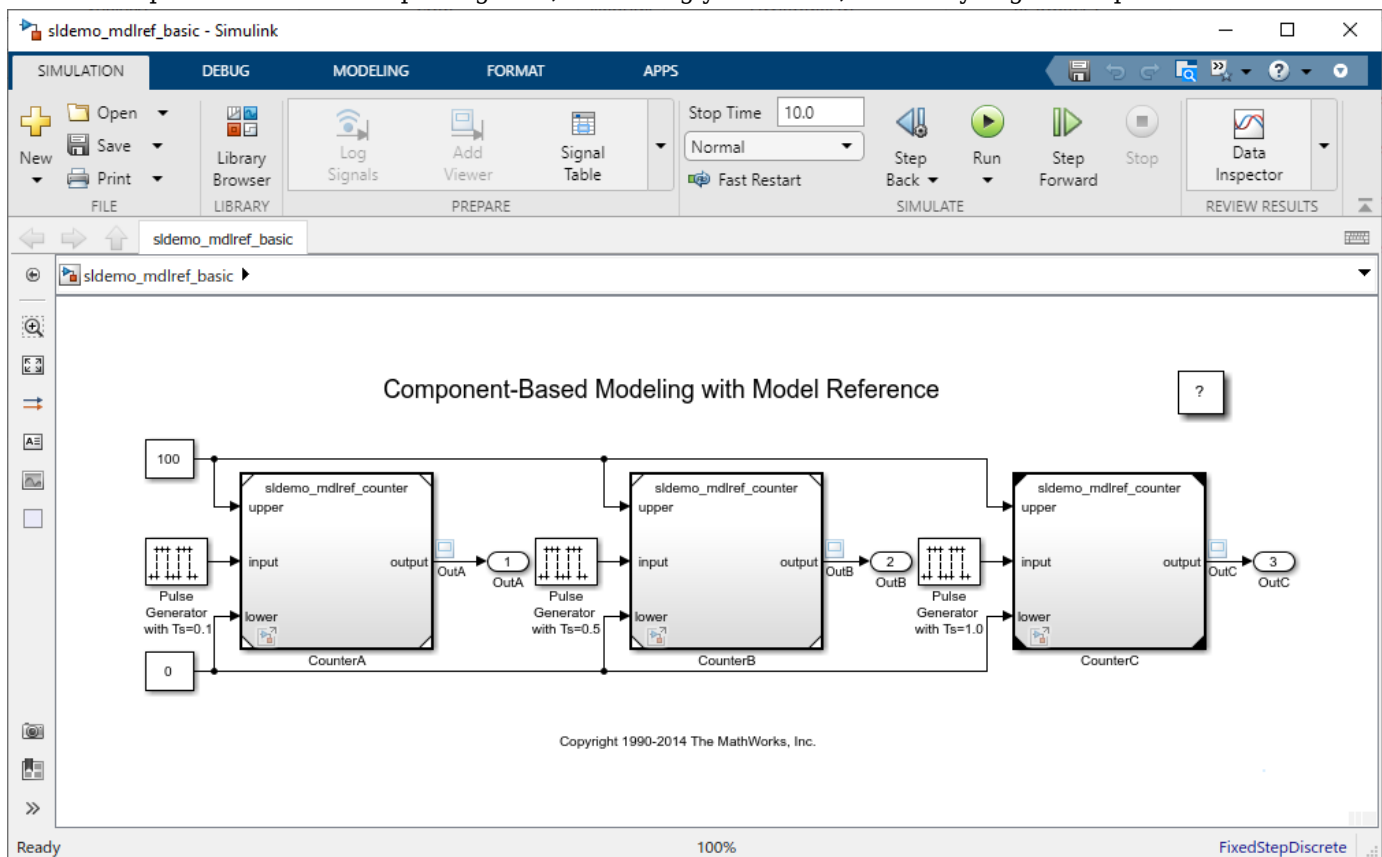 sldemo_mdlref_basic - Simulink
SIMULATION DEBUG MODELING FORMAT APPS
New
Open
Save
Print
FILE
Library
Browser
LIBRARY
Log
Signals
Add
Viewer
Signal
Table
PREPARE
Stop Time 10.0
Normal
Fast Restart
Step
Back
Run
Step
Forward
Stop
SIMULATE
Data
Inspector
REVIEW RESULTS
sldemo_mdlref_basic
sldemo_mdlref_basic
Component-Based Modeling with Model Reference
?
100
sldemo_mdlref_counter
upper
input
output
lower
CounterA
Pulse
Generator
with Ts=0.1
0
OutA
1
OutA
sldemo_mdlref_counter
upper
input
output
lower
CounterB
Pulse
Generator
with Ts=0.5
OutB
2
OutB
sldemo_mdlref_counter
upper
input
output
lower
CounterC
Pulse
Generator
with Ts=1.0
OutC
3
OutC
Copyright 1990-2014 The MathWorks, Inc.
Ready
100%
FixedStepDiscrete